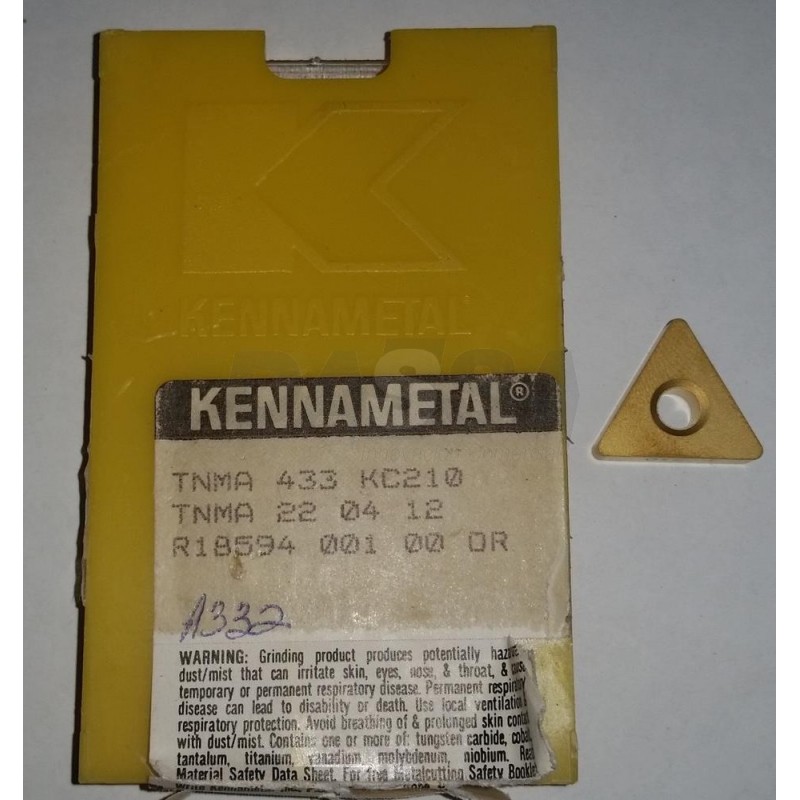 KENNAMETAL
KENNAMETAL®
TNMA 433 KC210
TNMA 22 04 12
R18594 001 00 OR
A332
WARNING: Grinding product produces potentially
dust/mist that can irritate skin, eyes, nose, & throat, &
temporary or permanent respiratory disease. Permanent
disease can lead to disability or death. Use local ventilation
respiratory protection. Avoid breathing of & prolonged skin
with dust/mist. Contains one or more of: tungsten carbide,
tantalum, titanium, vanadium, molybdenum, niobium.
Material Safety Data Sheet. For free Metalcutting Safety